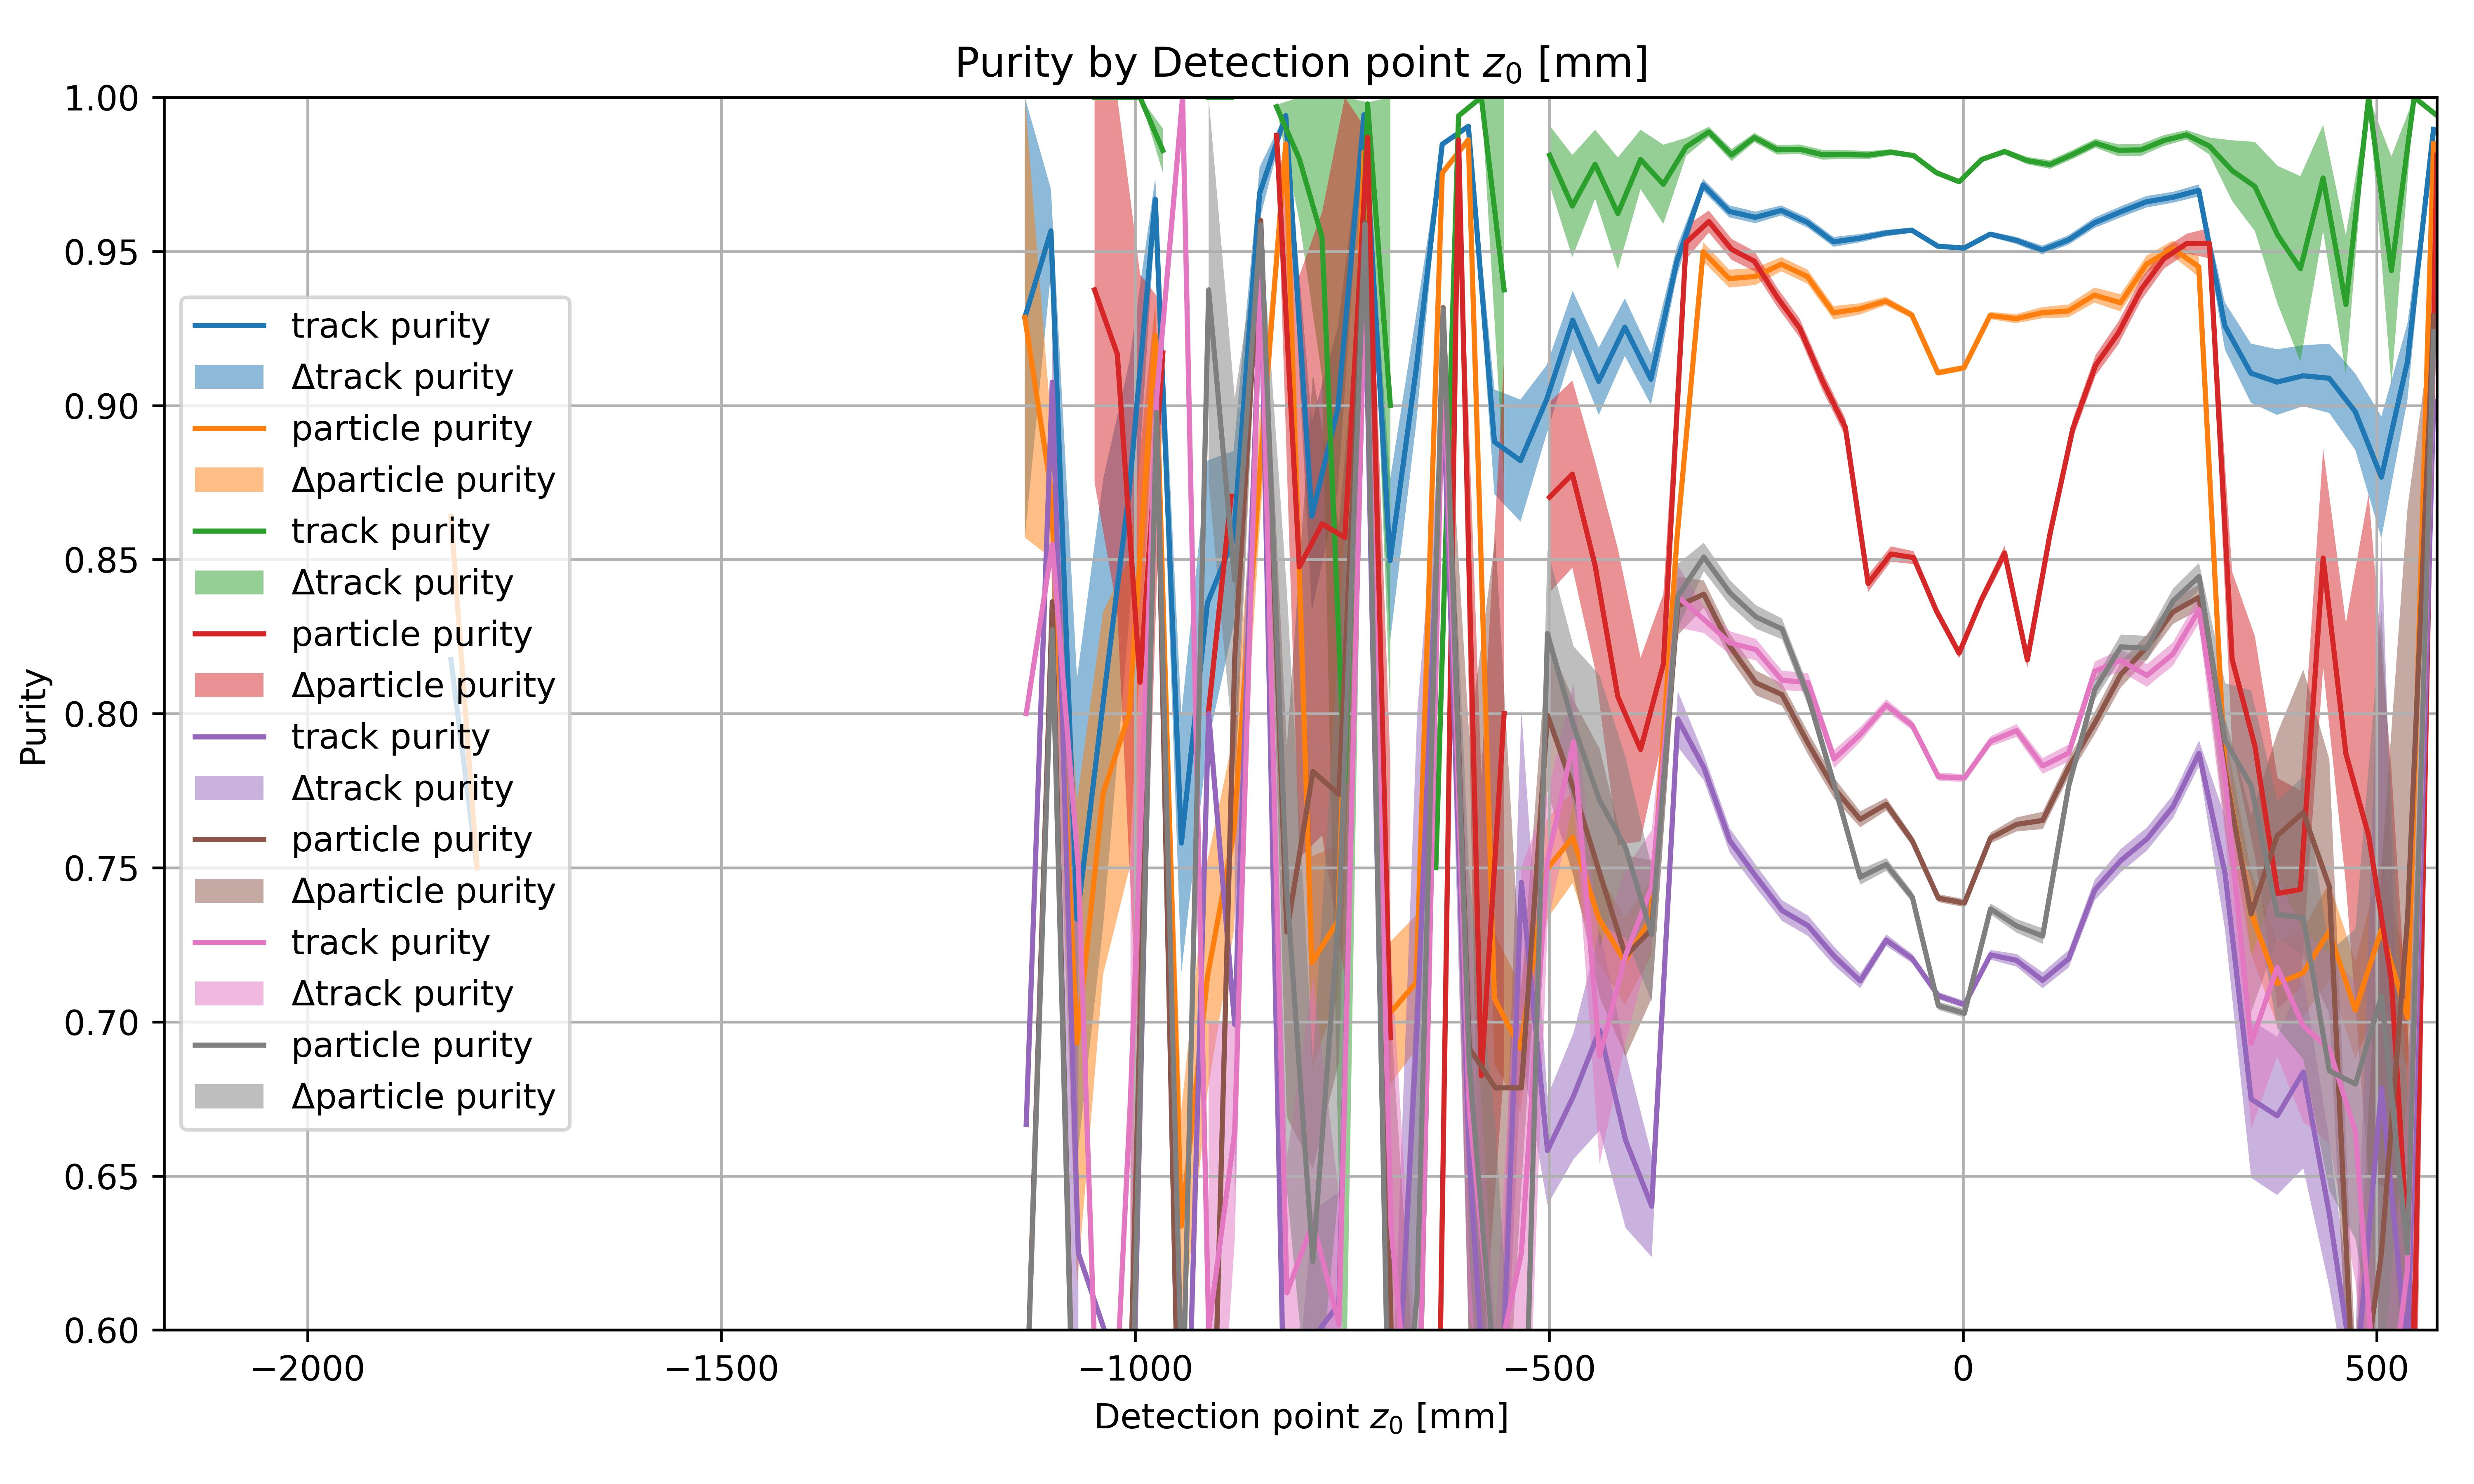 Purity by Detection point z₀ [mm]
1.00
0.95
0.90
0.85
0.80
0.75
0.70
0.65
0.60
Purity
track purity
Δtrack purity
particle purity
Δparticle purity
track purity
Δtrack purity
particle purity
Δparticle purity
track purity
Δtrack purity
particle purity
Δparticle purity
track purity
Δtrack purity
particle purity
Δparticle purity
−2000 −1500 −1000 −500 0 500
Detection point z₀ [mm]